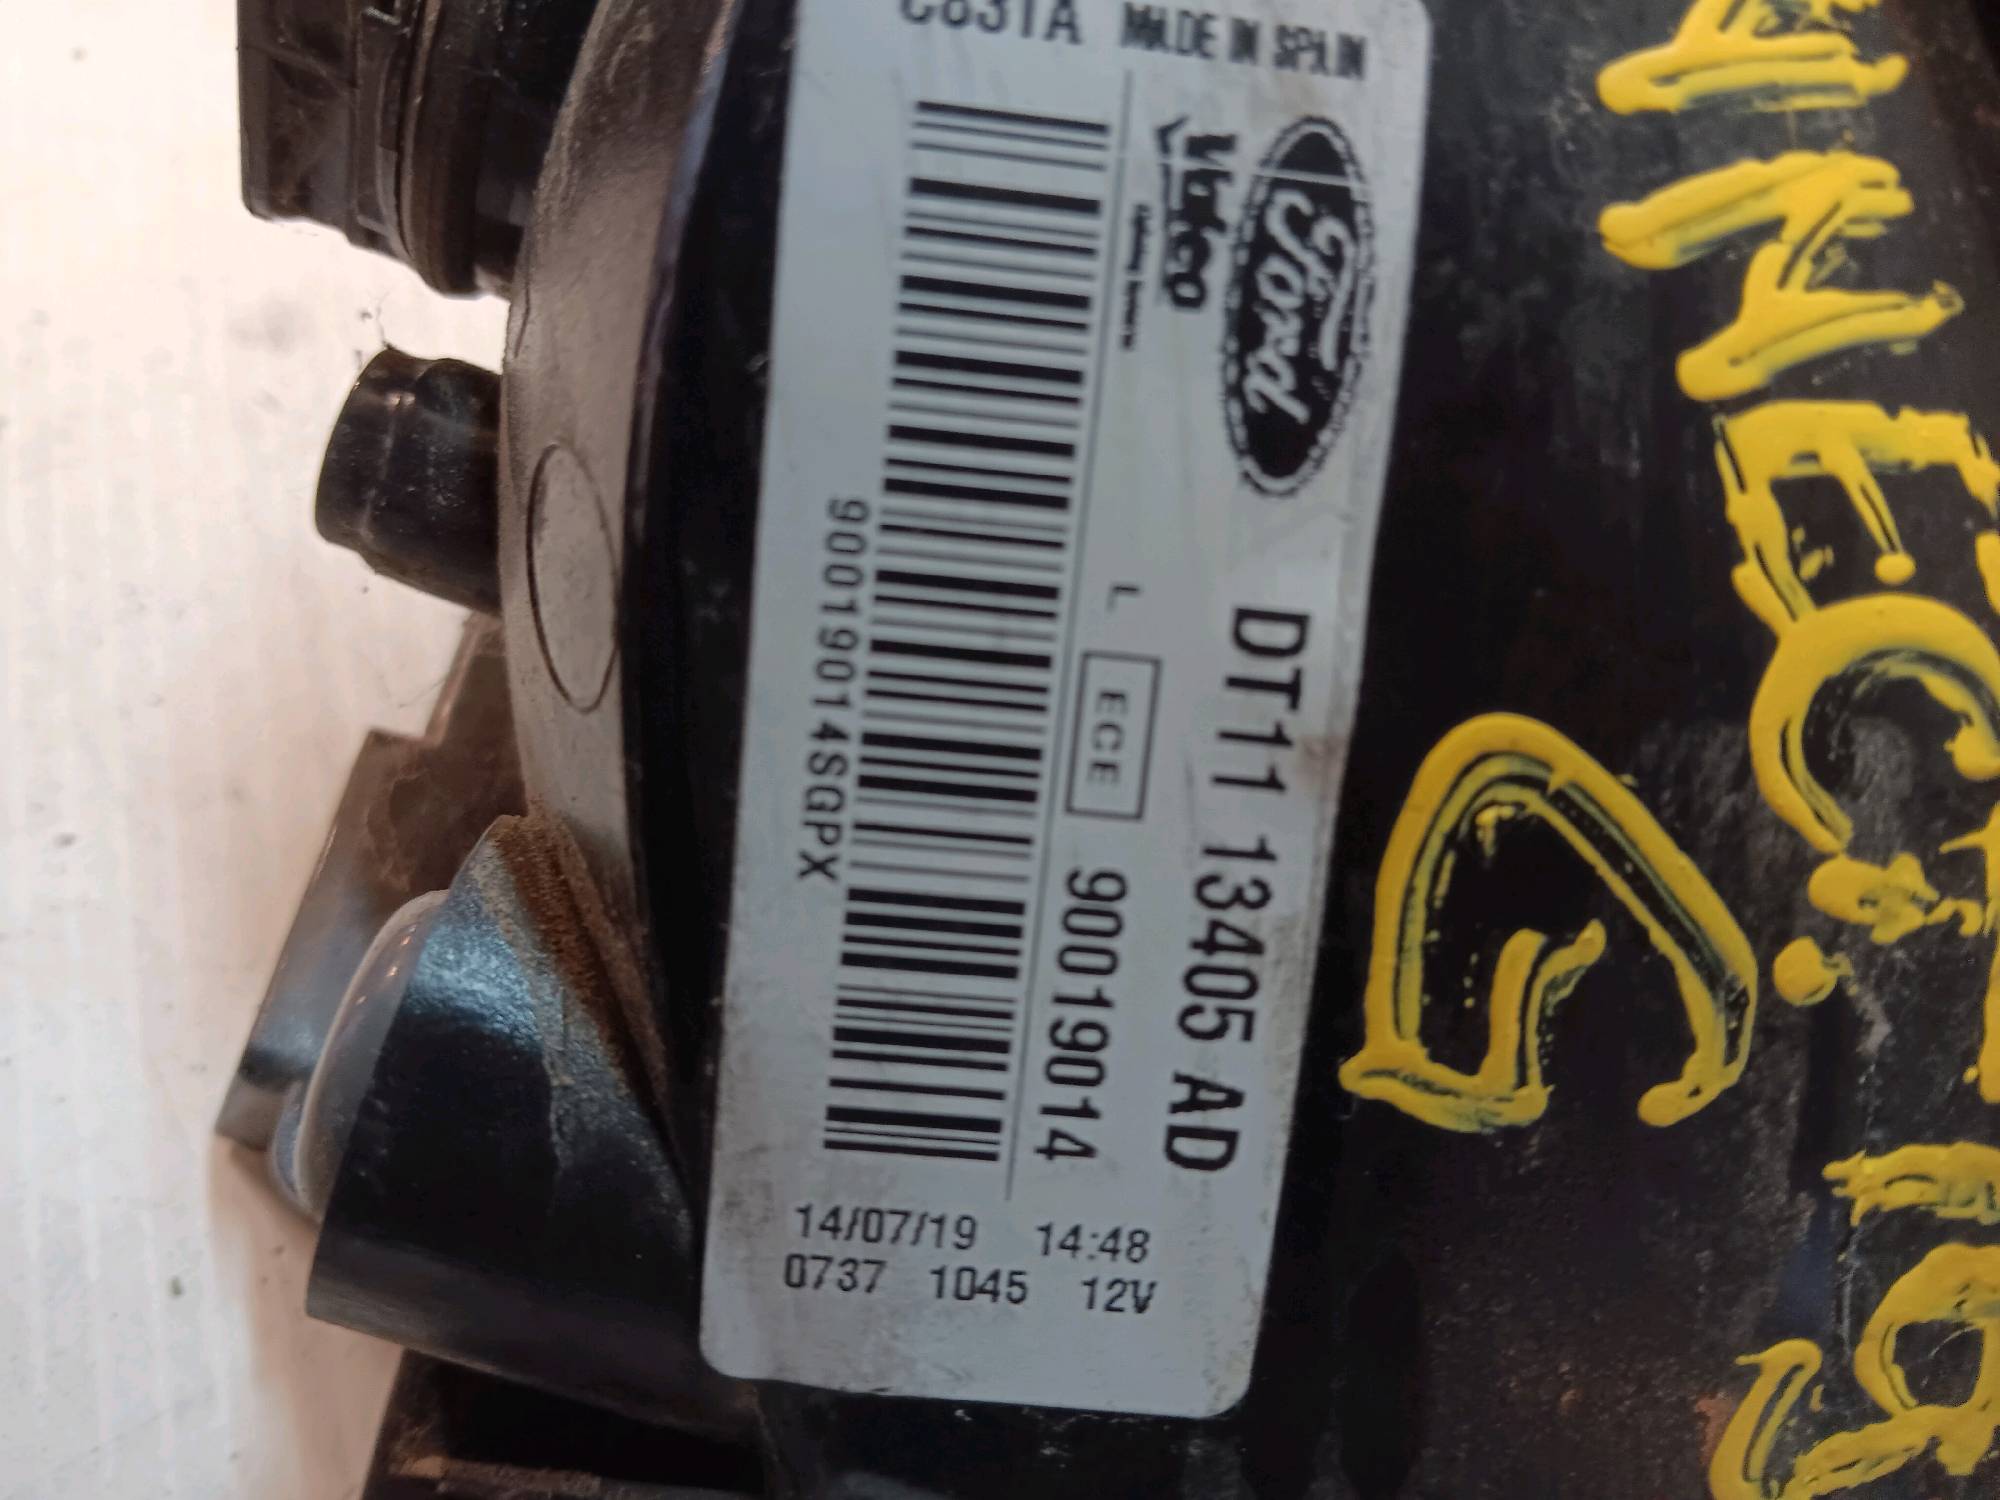 C831A MADE IN SPAIN
Ford
Valeo
DT11 13405 AD
L ECE 90019014
90019014SGPX
14/07/19 14:48
0737 1045 12V
G